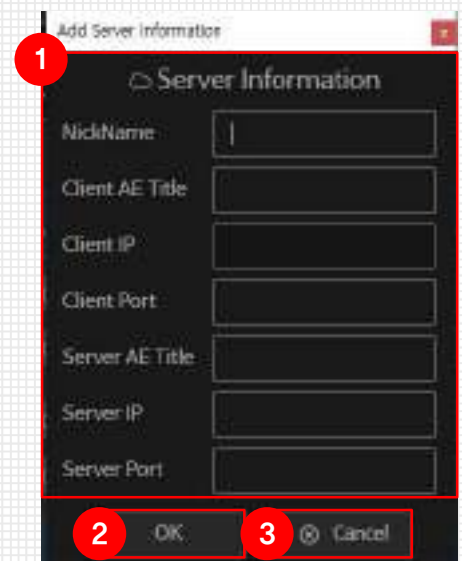 Add Server Information
1
Server Information
NickName
Client AE Title
Client IP
Client Port
Server AE Title
Server IP
Server Port
2 OK 3 Cancel